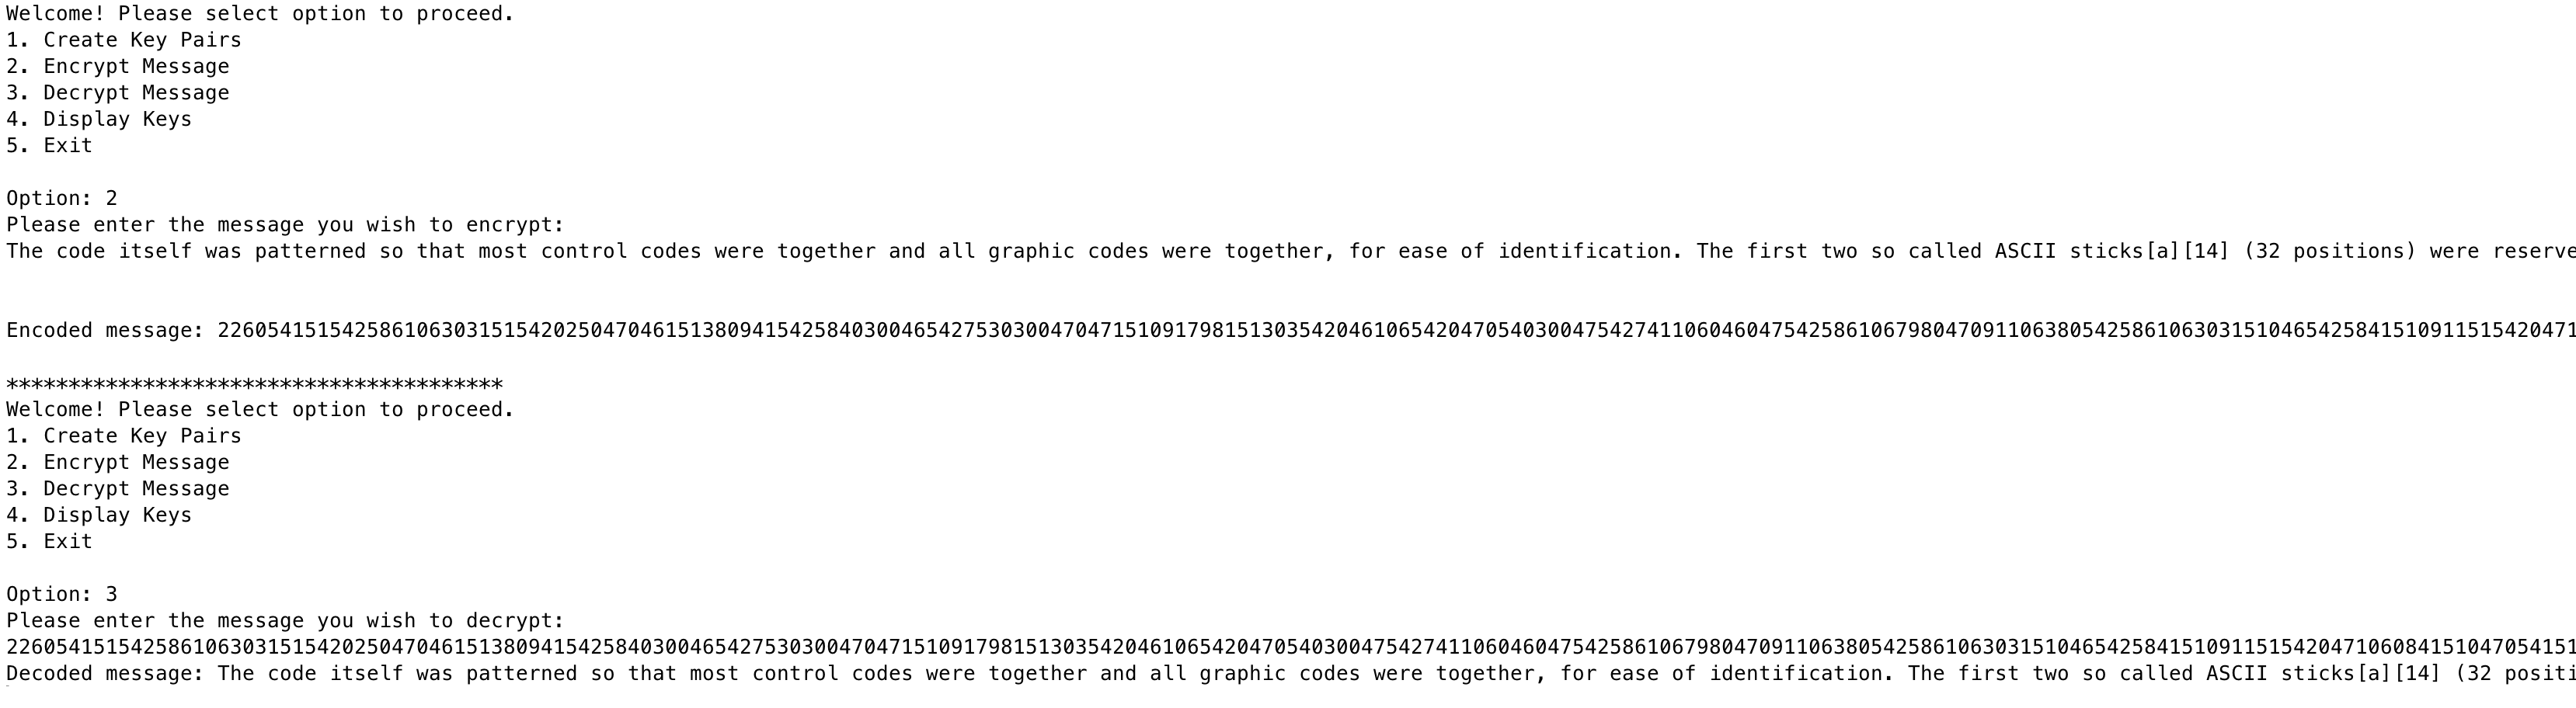 Welcome! Please select option to proceed.
1. Create Key Pairs
2. Encrypt Message
3. Decrypt Message
4. Display Keys
5. Exit
Option: 2
Please enter the message you wish to encrypt:
The code itself was patterned so that most control codes were together and all graphic codes were together, for ease of identification. The first two so called ASCII sticks[a][14] (32 positions) were reserve
Encoded message: 2260541515425861063031515420250470461513809415425840300465427530300470471510917981513035420461065420470540300475427411060460475425861067980470911063805425861063031510465425841510911515420471
****************************************
Welcome! Please select option to proceed.
1. Create Key Pairs
2. Encrypt Message
3. Decrypt Message
4. Display Keys
5. Exit
Option: 3
Please enter the message you wish to decrypt:
226054151542586106303151542025047046151380941542584030046542753030047047151091798151303542046106542047054030047542741106046047542586106798047091106380542586106303151046542584151091151542047106084151047054151
Decoded message: The code itself was patterned so that most control codes were together and all graphic codes were together, for ease of identification. The first two so called ASCII sticks[a][14] (32 positi